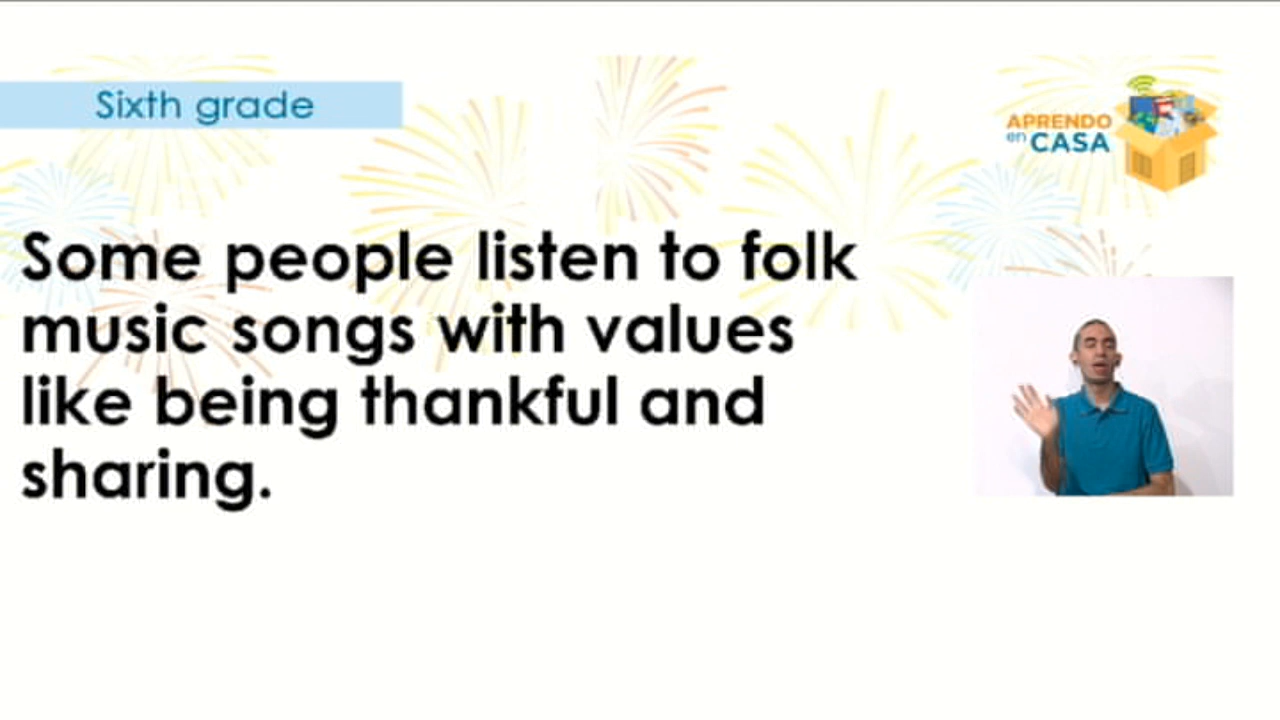 Sixth grade
APRENDO
en CASA
Some people listen to folk
music songs with values
like being thankful and
sharing.